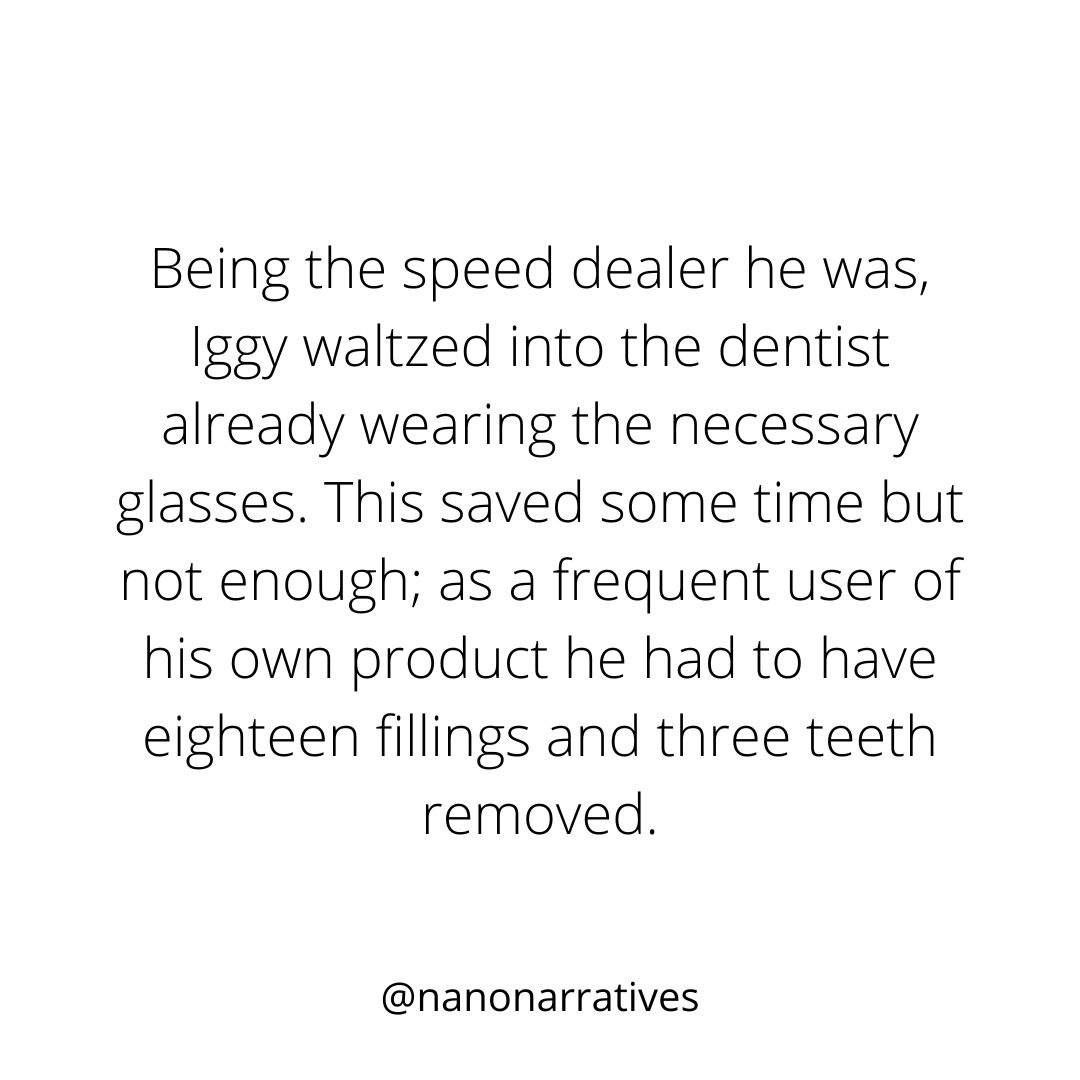 Being the speed dealer he was,
Iggy waltzed into the dentist
already wearing the necessary
glasses. This saved some time but
not enough; as a frequent user of
his own product he had to have
eighteen fillings and three teeth
removed.
@nanonarratives